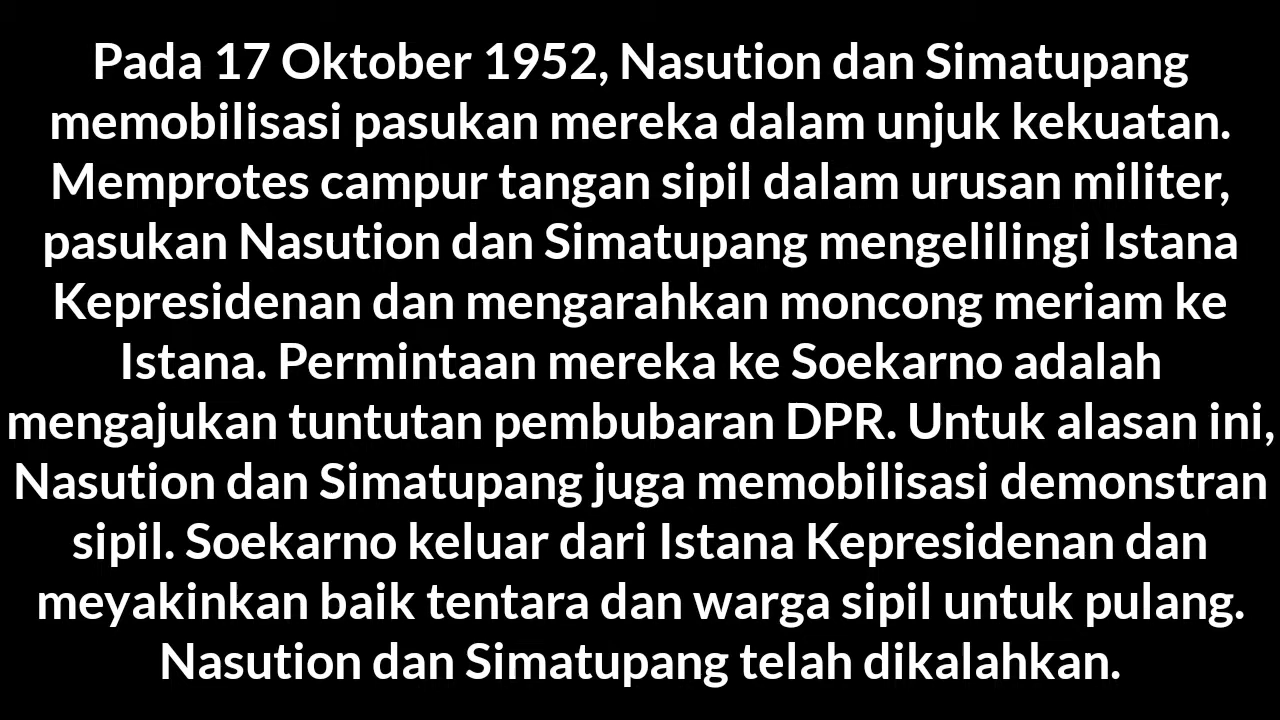 Pada 17 Oktober 1952, Nasution dan Simatupang
memobilisasi pasukan mereka dalam unjuk kekuatan.
Memprotes campur tangan sipil dalam urusan militer,
pasukan Nasution dan Simatupang mengelilingi Istana
Kepresidenan dan mengarahkan moncong meriam ke
Istana. Permintaan mereka ke Soekarno adalah
mengajukan tuntutan pembubaran DPR. Untuk alasan ini,
Nasution dan Simatupang juga memobilisasi demonstran
sipil. Soekarno keluar dari Istana Kepresidenan dan
meyakinkan baik tentara dan warga sipil untuk pulang.
Nasution dan Simatupang telah dikalahkan.